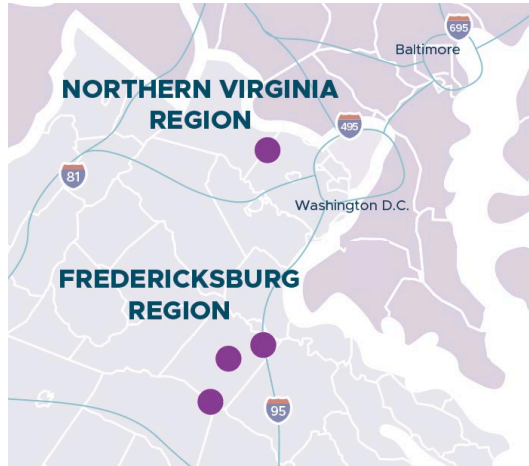 695
Baltimore
NORTHERN VIRGINIA
REGION
495
81
Washington D.C.
FREDERICKSBURG
REGION
95